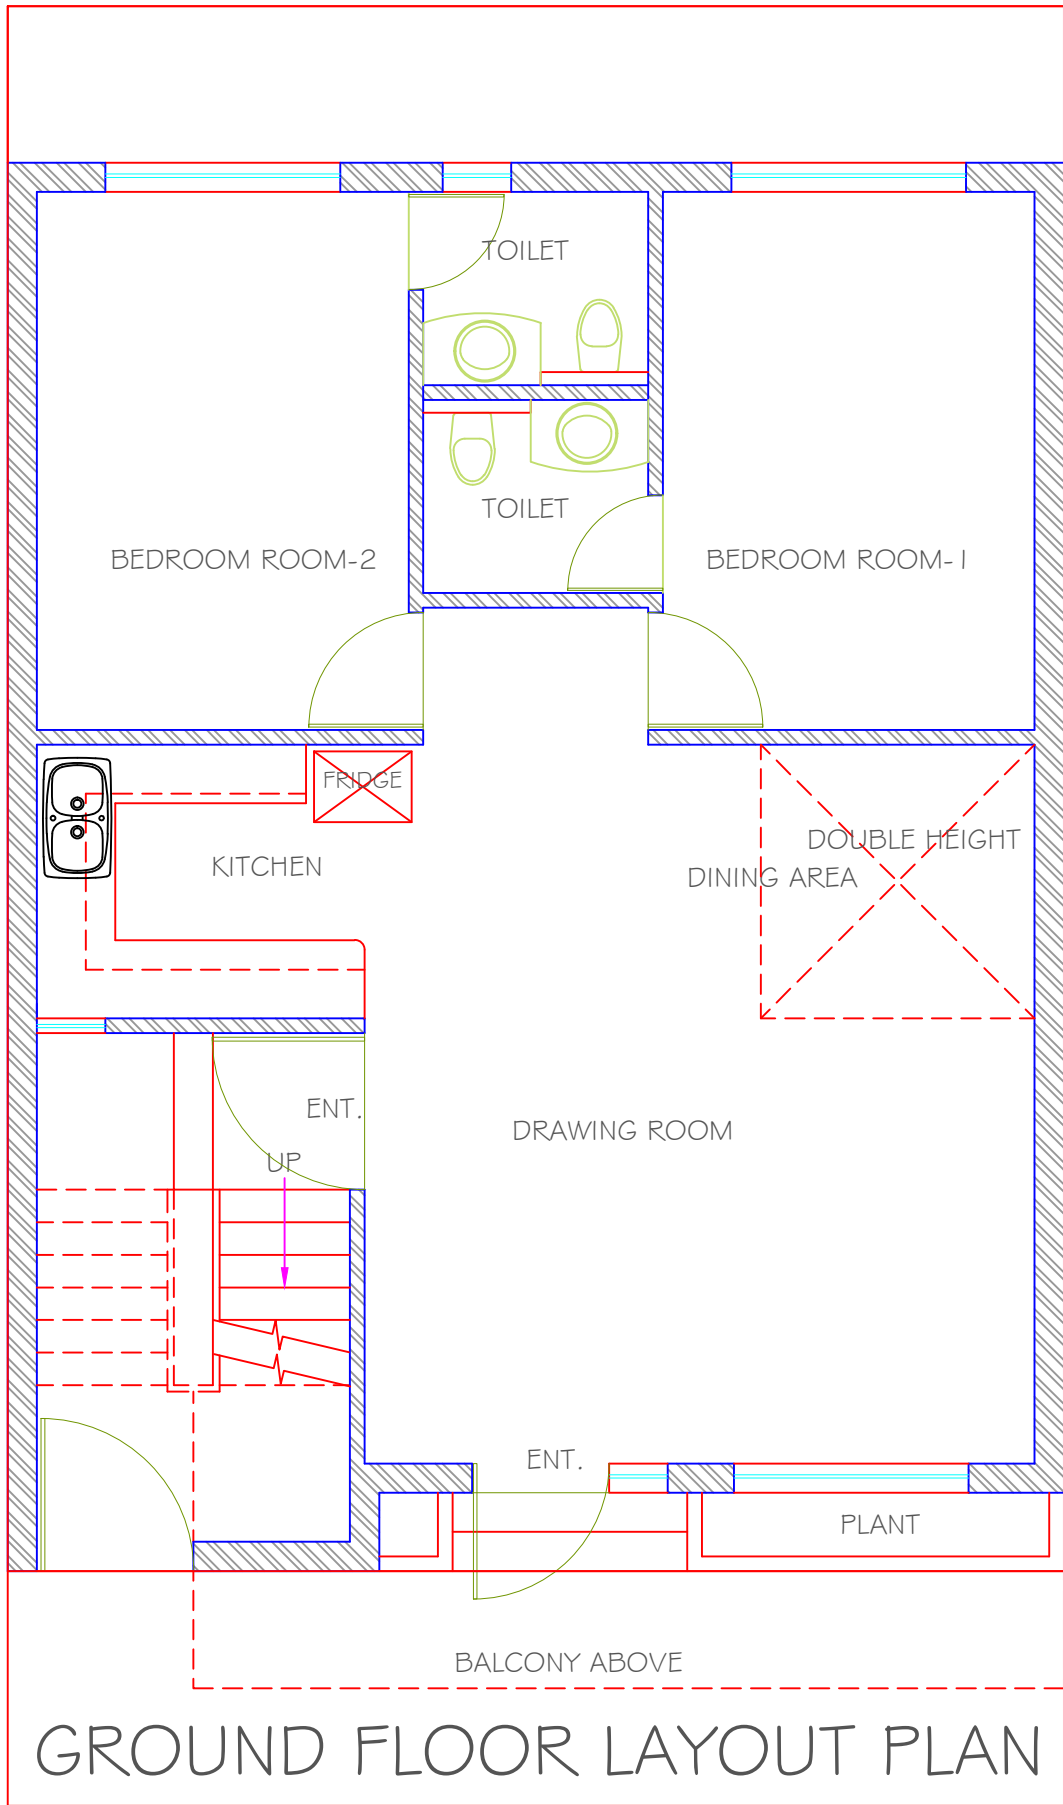 TOILET
TOILET
BEDROOM ROOM-2
BEDROOM ROOM-1
FRIDGE
DOUBLE HEIGHT
KITCHEN
DINING AREA
ENT.
DRAWING ROOM
UP
ENT.
PLANT
BALCONY ABOVE
GROUND FLOOR LAYOUT PLAN